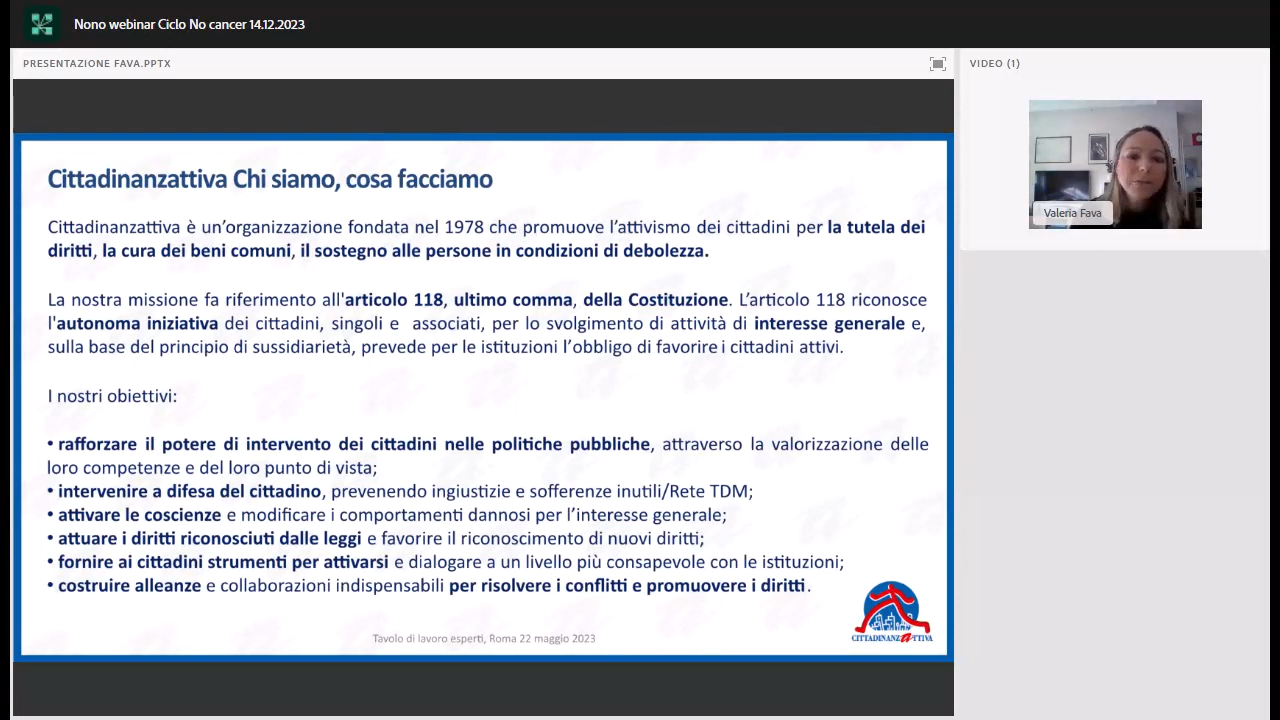 Nono webinar Ciclo No cancer 14.12.2023
PRESENTAZIONE FAVA.PPTX
VIDEO (1)
Valeria Fava
Cittadinanzattiva Chi siamo, cosa facciamo
Cittadinanzattiva è un’organizzazione fondata nel 1978 che promuove l’attivismo dei cittadini per la tutela dei
diritti, la cura dei beni comuni, il sostegno alle persone in condizioni di debolezza.
La nostra missione fa riferimento all'articolo 118, ultimo comma, della Costituzione. L’articolo 118 riconosce
l'autonoma iniziativa dei cittadini, singoli e associati, per lo svolgimento di attività di interesse generale e,
sulla base del principio di sussidiarietà, prevede per le istituzioni l’obbligo di favorire i cittadini attivi.
I nostri obiettivi:
• rafforzare il potere di intervento dei cittadini nelle politiche pubbliche, attraverso la valorizzazione delle
loro competenze e del loro punto di vista;
• intervenire a difesa del cittadino, prevenendo ingiustizie e sofferenze inutili/Rete TDM;
• attivare le coscienze e modificare i comportamenti dannosi per l’interesse generale;
• attuare i diritti riconosciuti dalle leggi e favorire il riconoscimento di nuovi diritti;
• fornire ai cittadini strumenti per attivarsi e dialogare a un livello più consapevole con le istituzioni;
• costruire alleanze e collaborazioni indispensabili per risolvere i conflitti e promuovere i diritti.
Tavolo di lavoro esperti, Roma 22 maggio 2023
CITTADINANZATTIVA